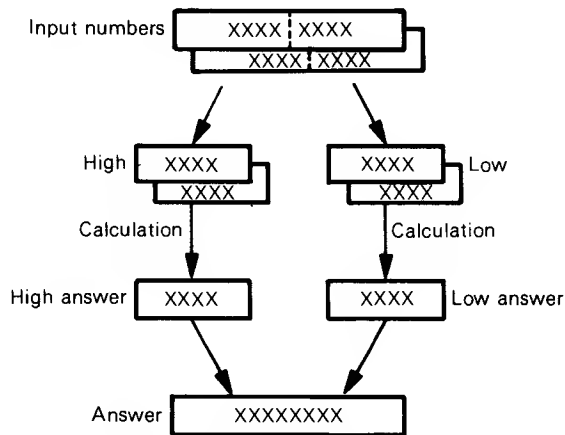 Input numbers XXXX XXXX
XXXX XXXX
High XXXX XXXX Low
XXXX XXXX
Calculation Calculation
High answer XXXX XXXX Low answer
Answer XXXXXXXX